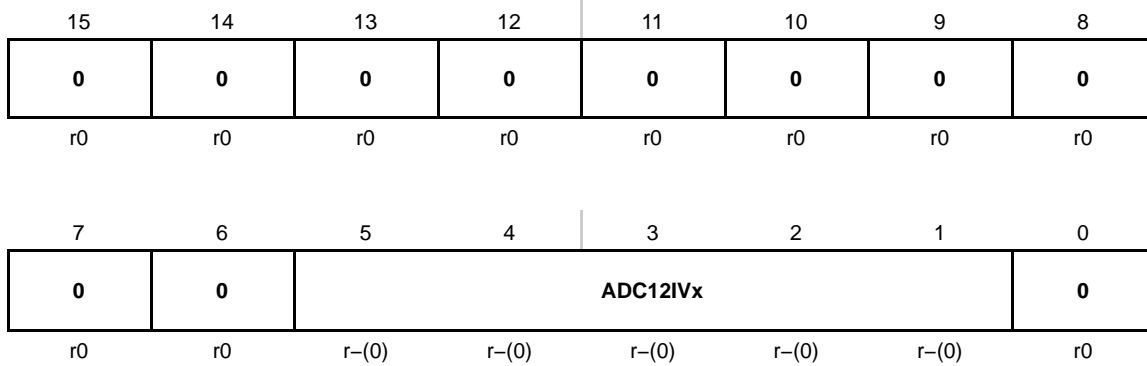 15 14 13 12 11 10 9 8
0 0 0 0 0 0 0 0
r0 r0 r0 r0 r0 r0 r0 r0
7 6 5 4 3 2 1 0
0 0 ADC12IVx 0
r0 r0 r−(0) r−(0) r−(0) r−(0) r−(0) r0